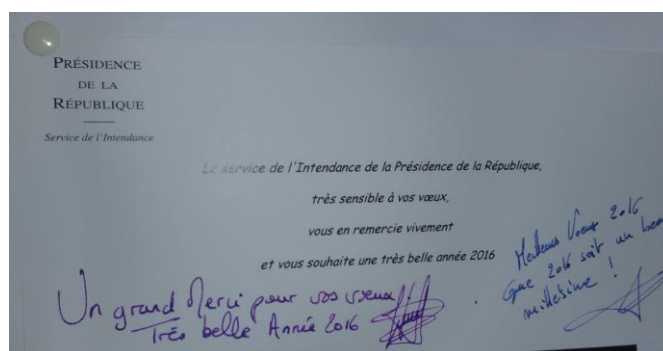 PRÉSIDENCE
DE LA
RÉPUBLIQUE
Service de l'Intendance
Le service de l'Intendance de la Présidence de la République,
très sensible à vos vœux,
vous en remercie vivement
et vous souhaite une très belle année 2016
Un grand Merci pour vos vœux!!
Très belle Année 2016
Meilleurs Vœux 2016
Que 2016 soit un beau
millésime !